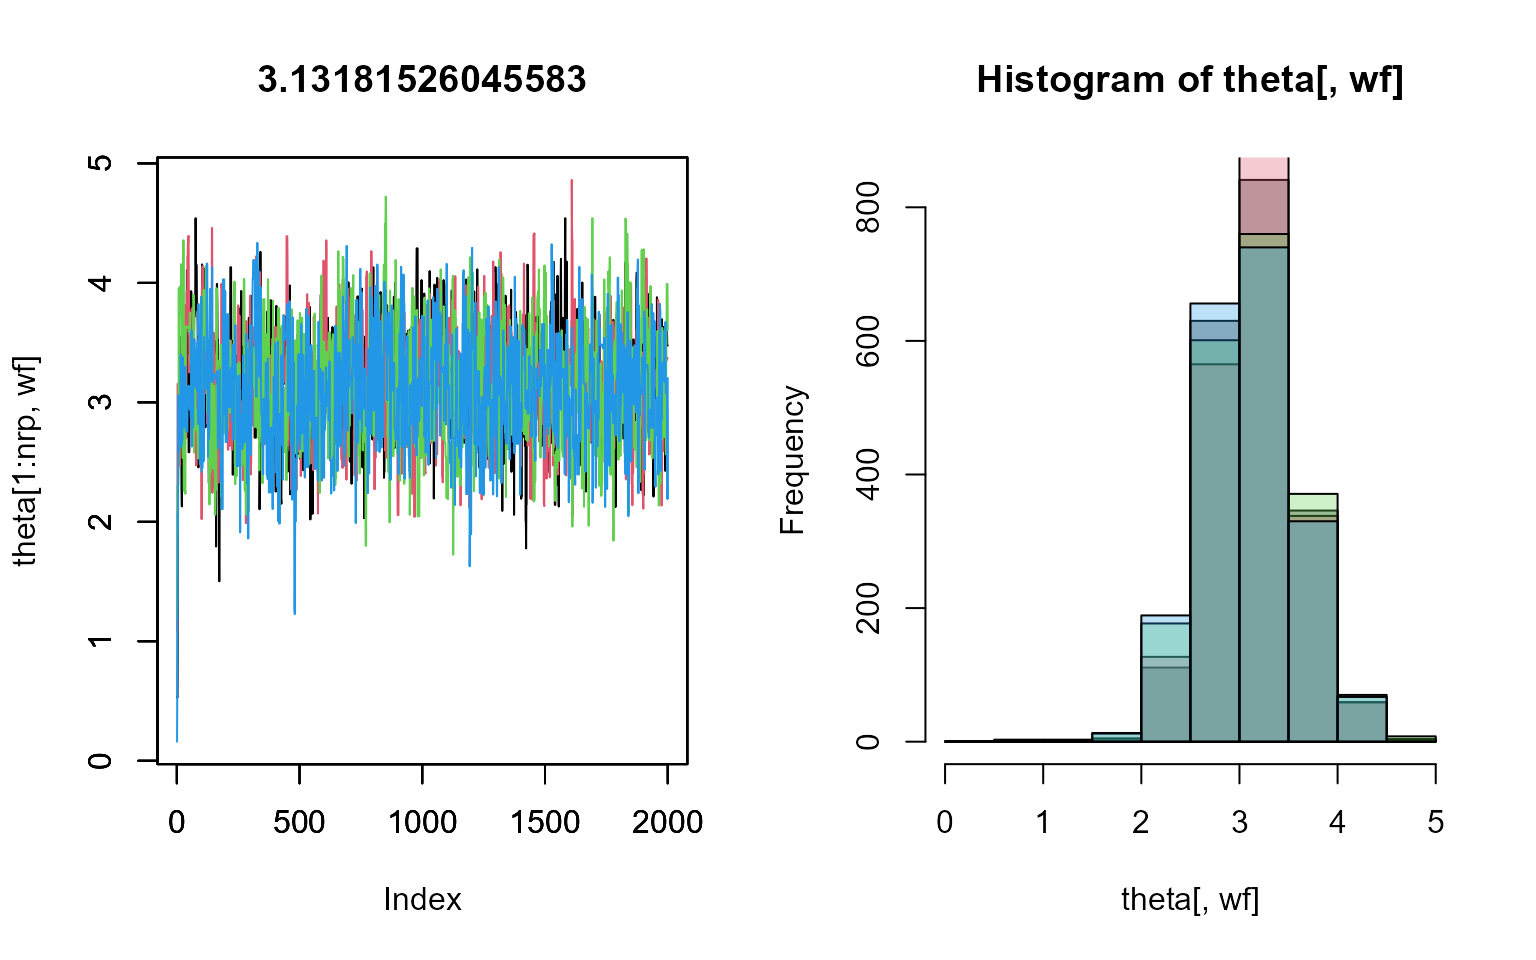 3.13181526045583
theta[1:nrp, wf]
5
4
3
2
1
0
0 500 1000 1500 2000
Index
Histogram of theta[, wf]
Frequency
800
600
400
200
0
0 1 2 3 4 5
theta[, wf]